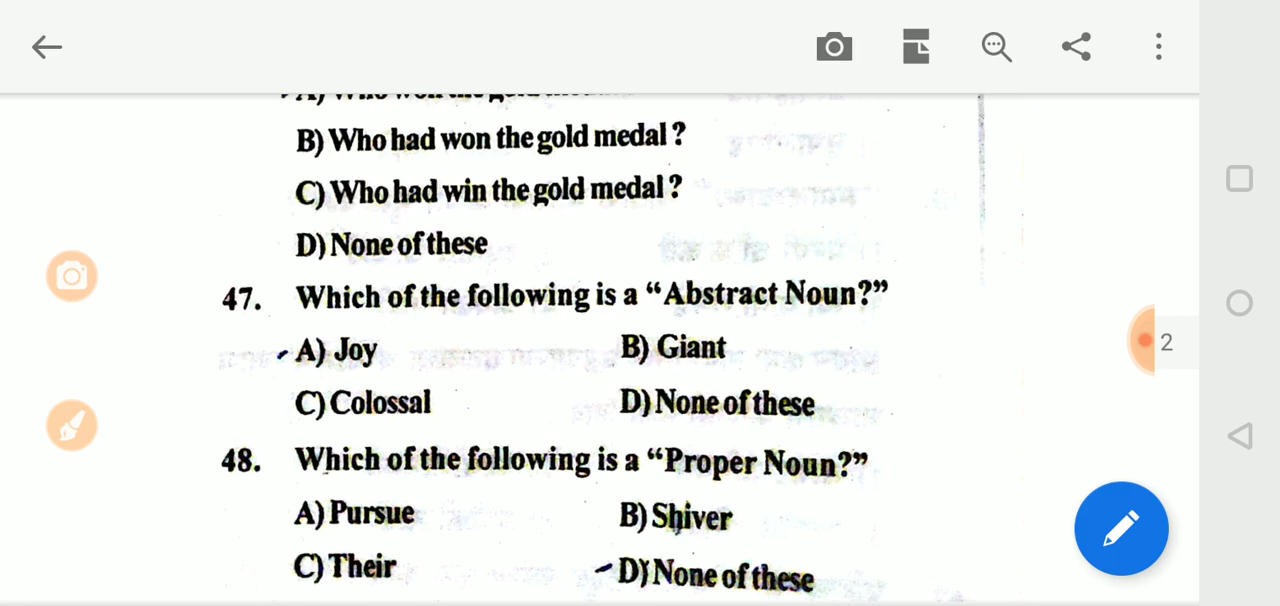 B) Who had won the gold medal ?
C) Who had win the gold medal ?
D) None of these
47. Which of the following is a “Abstract Noun?”
A) Joy B) Giant
C) Colossal D) None of these
48. Which of the following is a “Proper Noun?”
A) Pursue B) Shiver
C) Their D) None of these
2